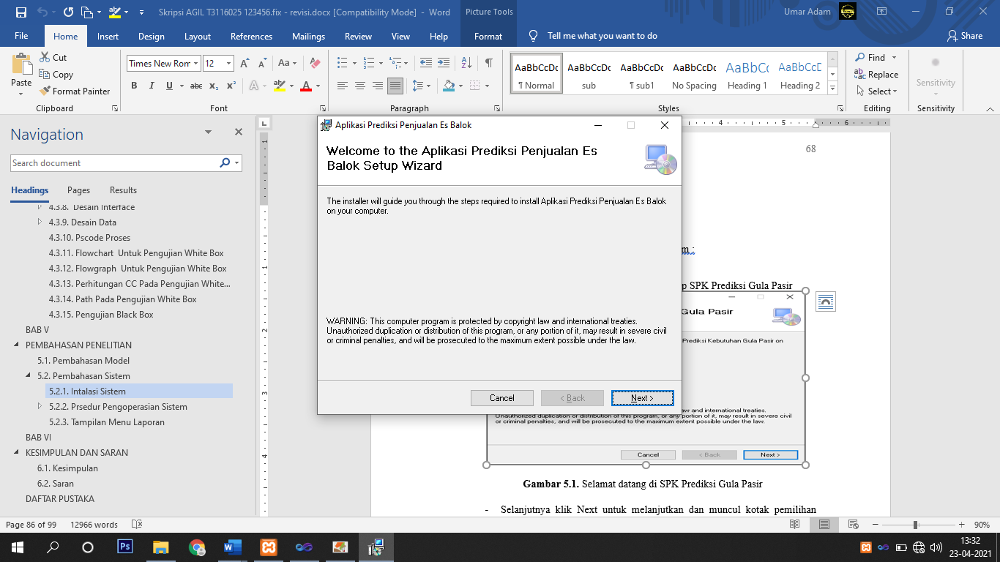 Skripsi AGIL T3116025 123456.fix - revisi.docx [Compatibility Mode] - Word
Picture Tools
Umar Adam
File
Home
Insert
Design
Layout
References
Mailings
Review
View
Help
Format
Tell me what you want to do
Share
Paste
Cut
Copy
Format Painter
Clipboard
Times New Rom
12
Font
Paragraph
AaBbCcDc
¶ Normal
AaBbCcDc
sub
AaBbCcDc
¶ sub1
AaBbCcDc
No Spacing
AaBbCc
Heading 1
AaBbCcD
Heading 2
Styles
Find
Replace
Select
Editing
Sensitivity
Sensitivity
Navigation
Search document
Headings
Pages
Results
4.3.8. Desain Interface
4.3.9. Desain Data
4.3.10. Pscode Proses
4.3.11. Flowchart Untuk Pengujian White Box
4.3.12. Flowgraph Untuk Pengujian White Box
4.3.13. Perhitungan CC Pada Pengujian White...
4.3.14. Path Pada Pengujian White Box
4.3.15. Pengujian Black Box
BAB V
PEMBAHASAN PENELITIAN
5.1. Pembahasan Model
5.2. Pembahasan Sistem
5.2.1. Intalasi Sistem
5.2.2. Prsedur Pengoperasian Sistem
5.2.3. Tampilan Menu Laporan
BAB VI
KESIMPULAN DAN SARAN
6.1. Kesimpulan
6.2. Saran
DAFTAR PUSTAKA
Aplikasi Prediksi Penjualan Es Balok
Welcome to the Aplikasi Prediksi Penjualan Es
Balok Setup Wizard
The installer will guide you through the steps required to install Aplikasi Prediksi Penjualan Es Balok
on your computer.
WARNING: This computer program is protected by copyright law and international treaties.
Unauthorized duplication or distribution of this program, or any portion of it, may result in severe civil
or criminal penalties, and will be prosecuted to the maximum extent possible under the law.
Cancel
< Back
Next >
68
m :
p SPK Prediksi Gula Pasir
Gula Pasir
Prediksi Kebutuhan Gula Pasir on
aw and international treaties.
Unauthorized duplication or distribution of this program, or any portion of it, may result in severe civil
or criminal penalties, and will be prosecuted to the maximum extent possible under the law.
Cancel
< Back
Next >
Gambar 5.1. Selamat datang di SPK Prediksi Gula Pasir
- Selanjutnya klik Next untuk melanjutkan dan muncul kotak pemilihan
Page 86 of 99
12966 words
90%
13:32
23-04-2021